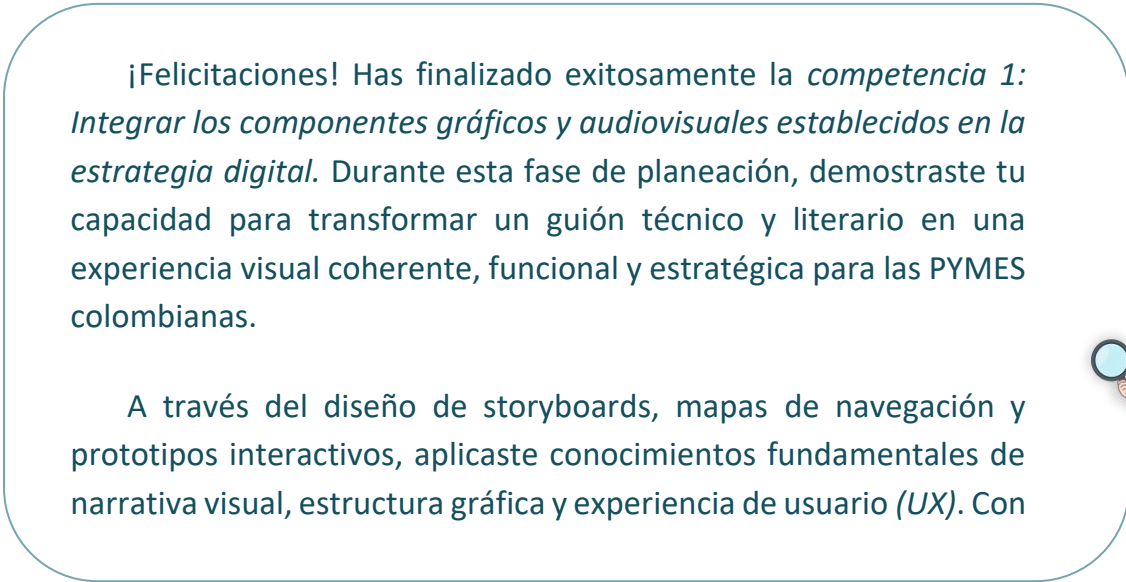 ¡Felicitaciones! Has finalizado exitosamente la competencia 1:
Integrar los componentes gráficos y audiovisuales establecidos en la
estrategia digital. Durante esta fase de planeación, demostraste tu
capacidad para transformar un guión técnico y literario en una
experiencia visual coherente, funcional y estratégica para las PYMES
colombianas.
A través del diseño de storyboards, mapas de navegación y
prototipos interactivos, aplicaste conocimientos fundamentales de
narrativa visual, estructura gráfica y experiencia de usuario (UX). Con